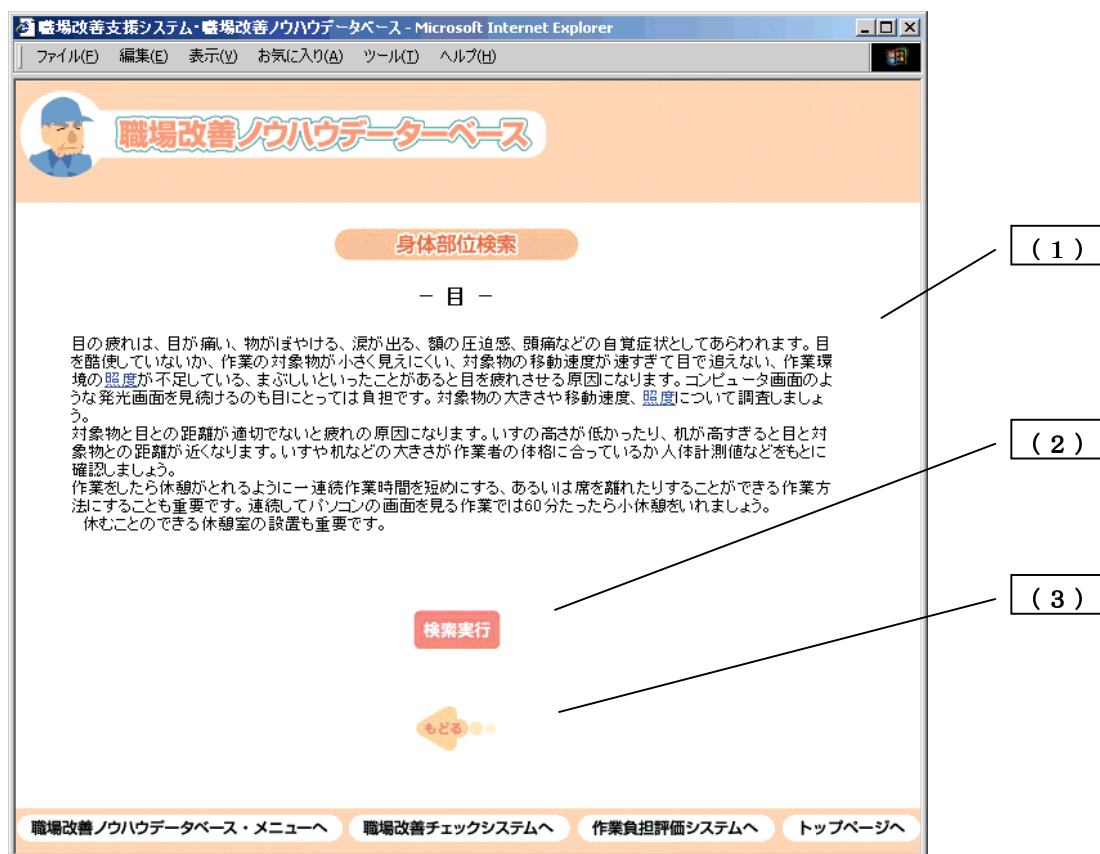 職場改善支援システム・職場改善ノウハウデータベース - Microsoft Internet Explorer
ファイル(F) 編集(E) 表示(V) お気に入り(A) ツール(T) ヘルプ(H)
職場改善ノウハウデーターベース
身体部位検索
(1)
－ 目 －
目の疲れは、目が痛い、物がぼやける、涙が出る、額の圧迫感、頭痛などの自覚症状としてあらわれます。目
を酷使していないか、作業の対象物が小さく見えにくい、対象物の移動速度が速すぎて目で追えない、作業環
境の照度が不足している、まぶしいといったことがあると目を疲れさせる原因になります。コンピュータ画面のよ
うな発光画面を見続けるのも目にとっては負担です。対象物の大きさや移動速度、照度について調査しましょ
う。
対象物と目との距離が適切でないと疲れの原因になります。いすの高さが低かったり、机が高すぎると目と対
象物との距離が近くなります。いすや机などの大きさが作業者の体格に合っているか人体計測値などをもとに
確認しましょう。
(2)
作業をしたら休憩がとれるように一連続作業時間を短めにする、あるいは席を離れたりすることができる作業方
法にすることも重要です。連続してパソコンの画面を見る作業では60分たったら小休憩をいれましょう。
休むことのできる休憩室の設置も重要です。
(3)
検索実行
もどる
職場改善ノウハウデータベース・メニューへ 職場改善チェックシステムへ 作業負担評価システムへ トップページへ